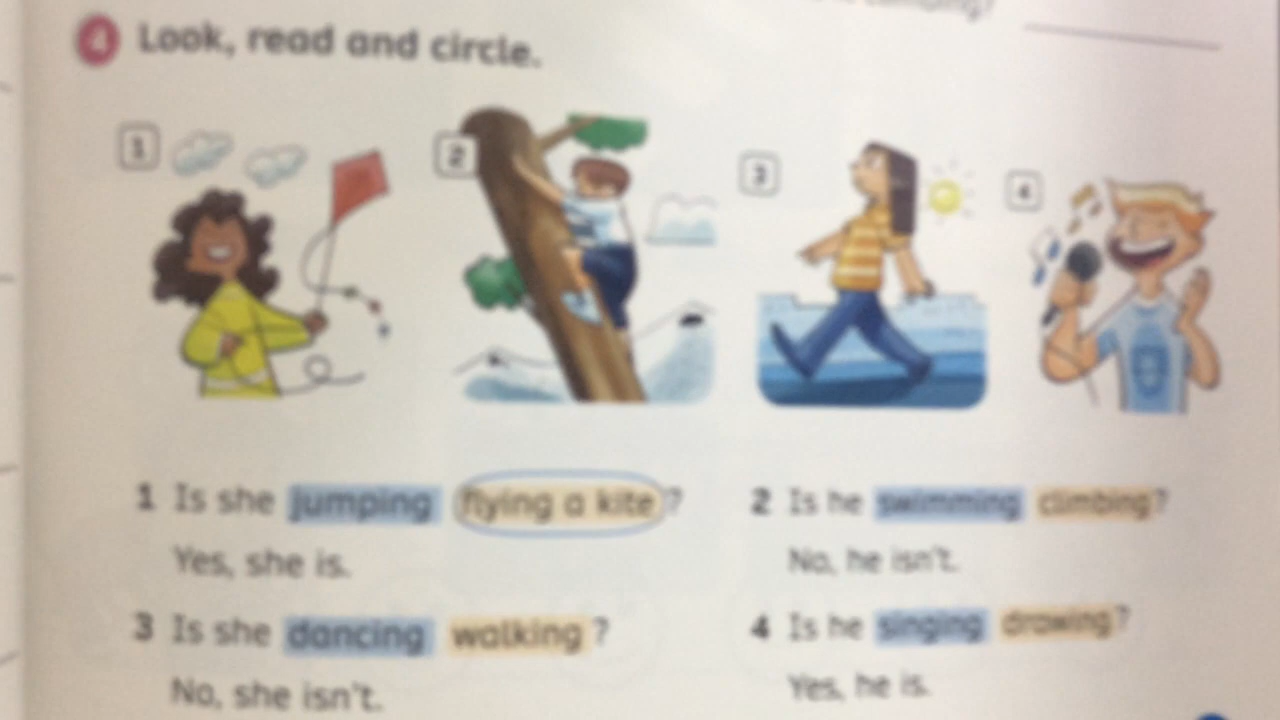 4 Look, read and circle.
1
2
3
4
1 Is she jumping flying a kite?
Yes, she is.
2 Is he swimming climbing?
No, he isn't.
3 Is she dancing walking?
No, she isn't.
4 Is he singing drawing?
Yes, he is.